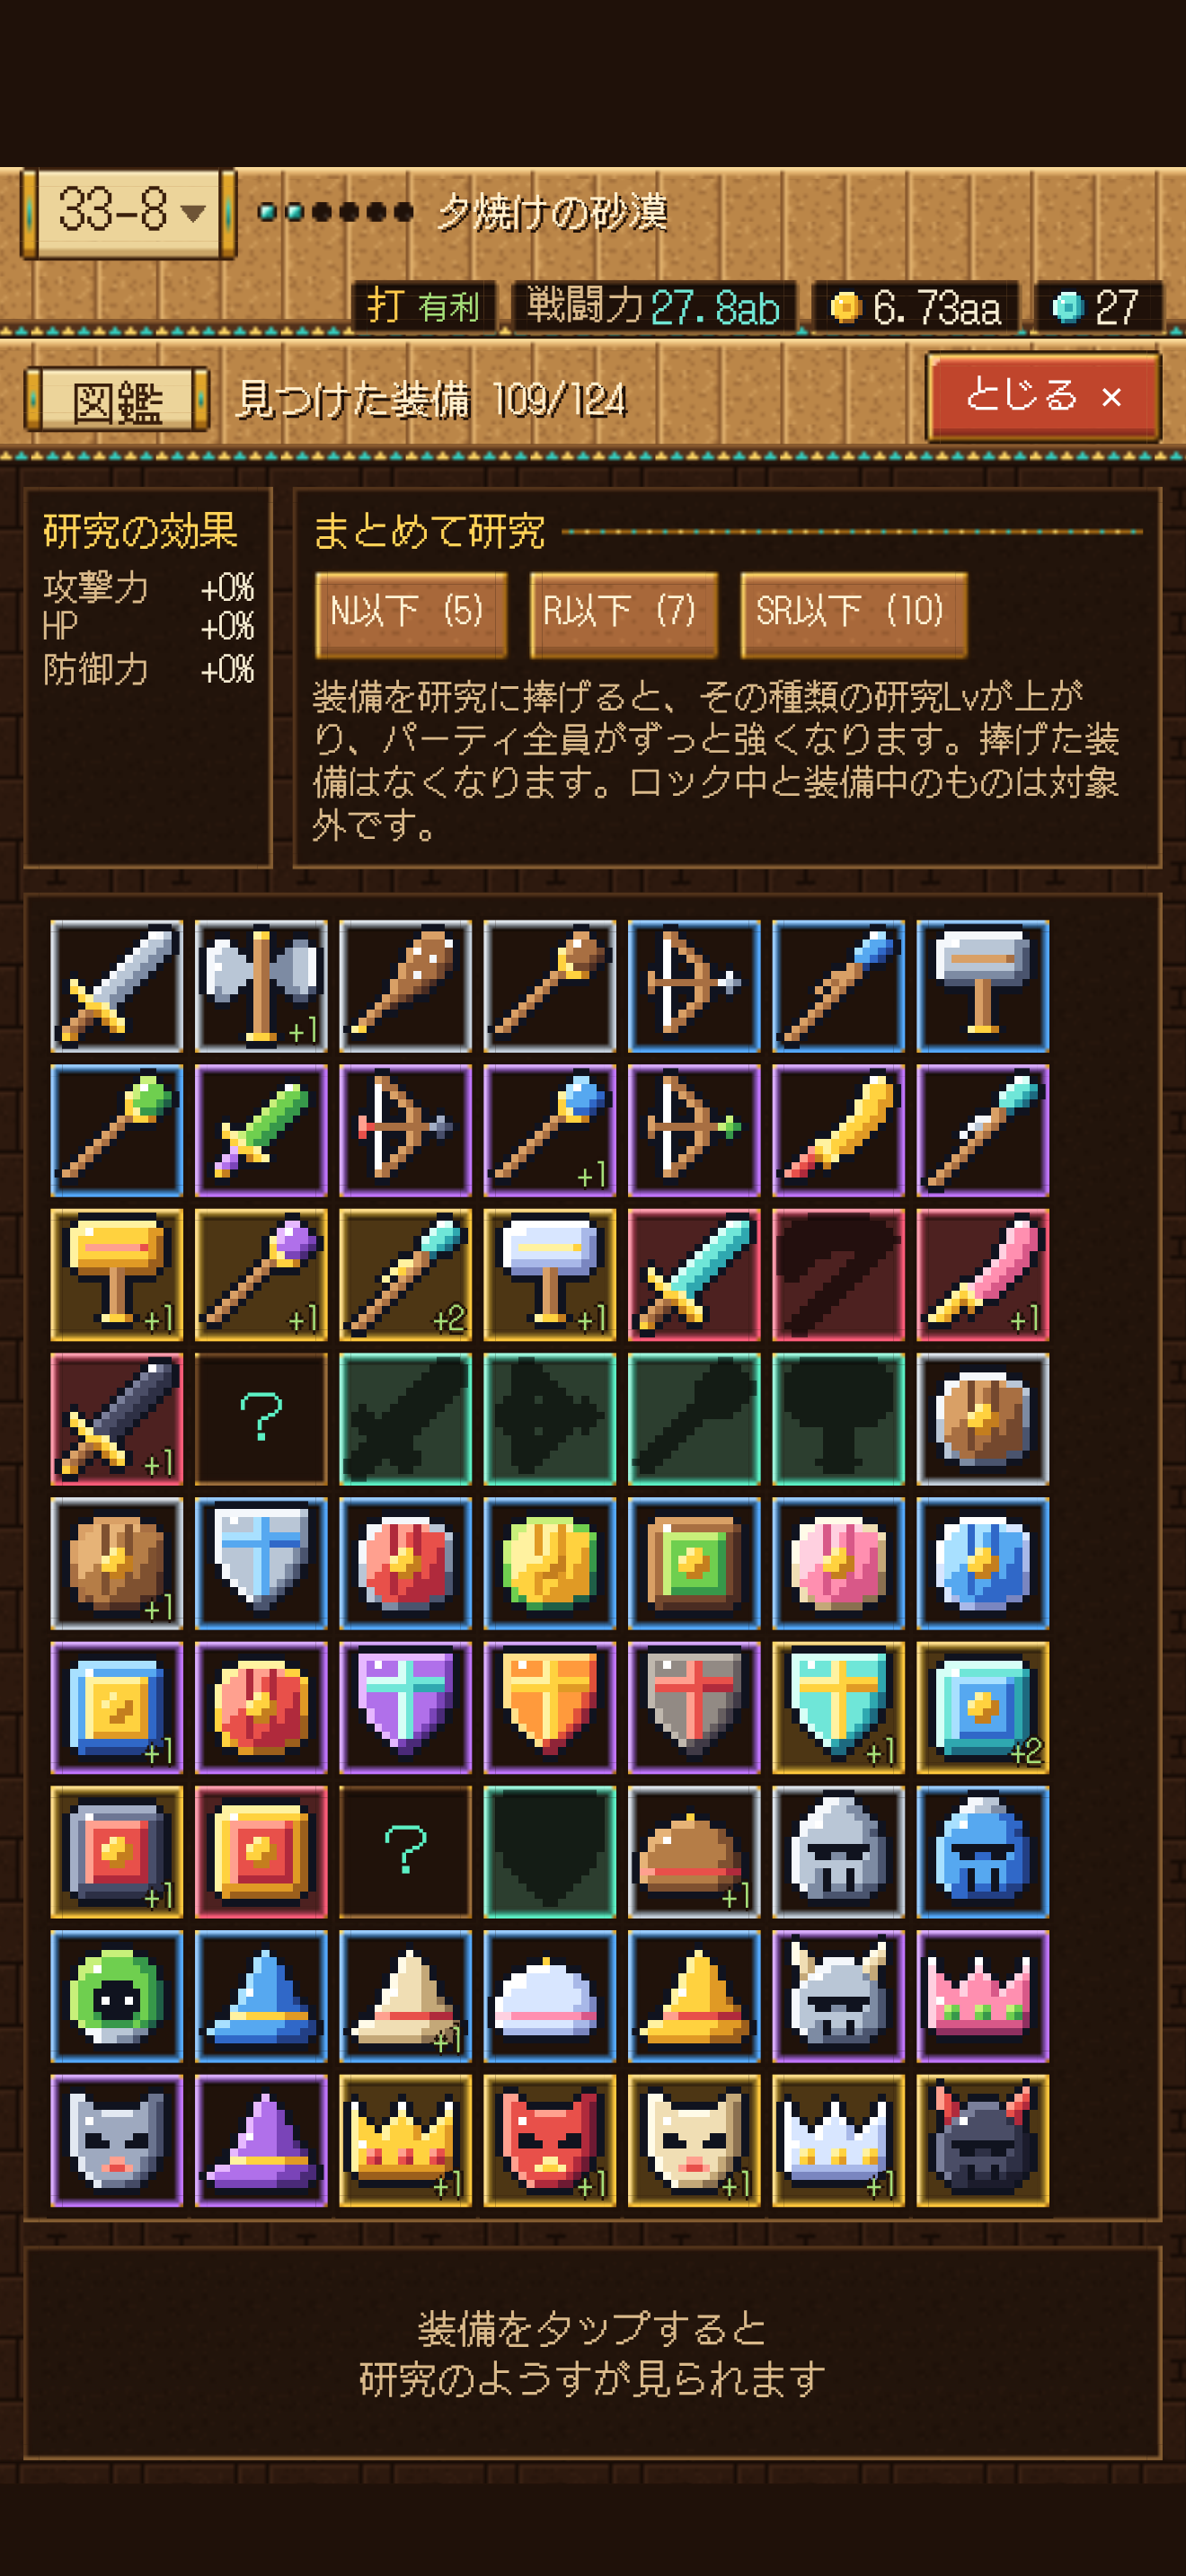 33-8 夕焼けの砂漠
打 有利 戦闘力 27.8ab 6.73aa 27
図鑑 見つけた装備 109/124 とじる ×
研究の効果
攻撃力 +0%
HP +0%
防御力 +0%
まとめて研究
N以下 (5) R以下 (7) SR以下 (10)
装備を研究に捧げると、その種類の研究Lvが上が
り、パーティ全員がずっと強くなります。捧げた装
備はなくなります。ロック中と装備中のものは対象
外です。
+1
+1
+1 +1 +2 +1 +1
+1 ?
+1
+1 +1 +2
+1 ? +1
+1
+1 +1 +1 +1
装備をタップすると
研究のようすが見られます